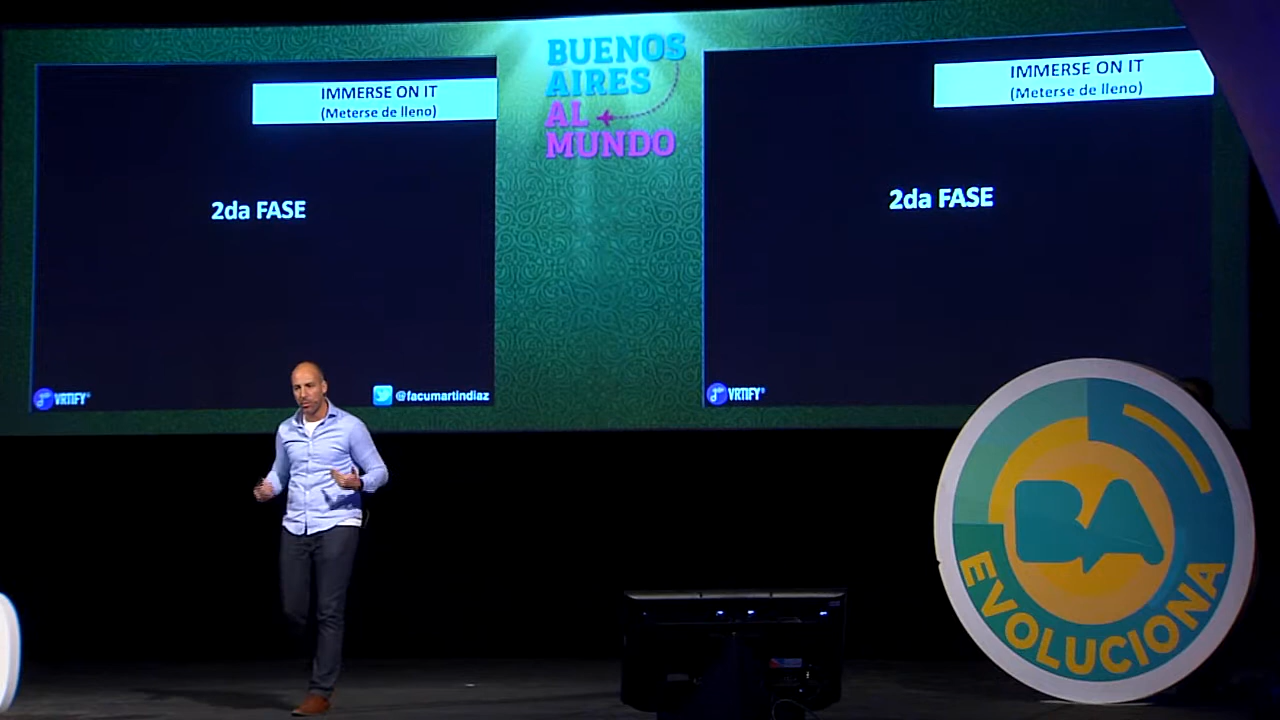 IMMERSE ON IT
(Meterse de lleno)
2da FASE
VRTIFY
@facumartindiaz
BUENOS
AIRES
AL
MUNDO
IMMERSE ON IT
(Meterse de lleno)
2da FASE
VRTIFY
BA
EVOLUCIONA